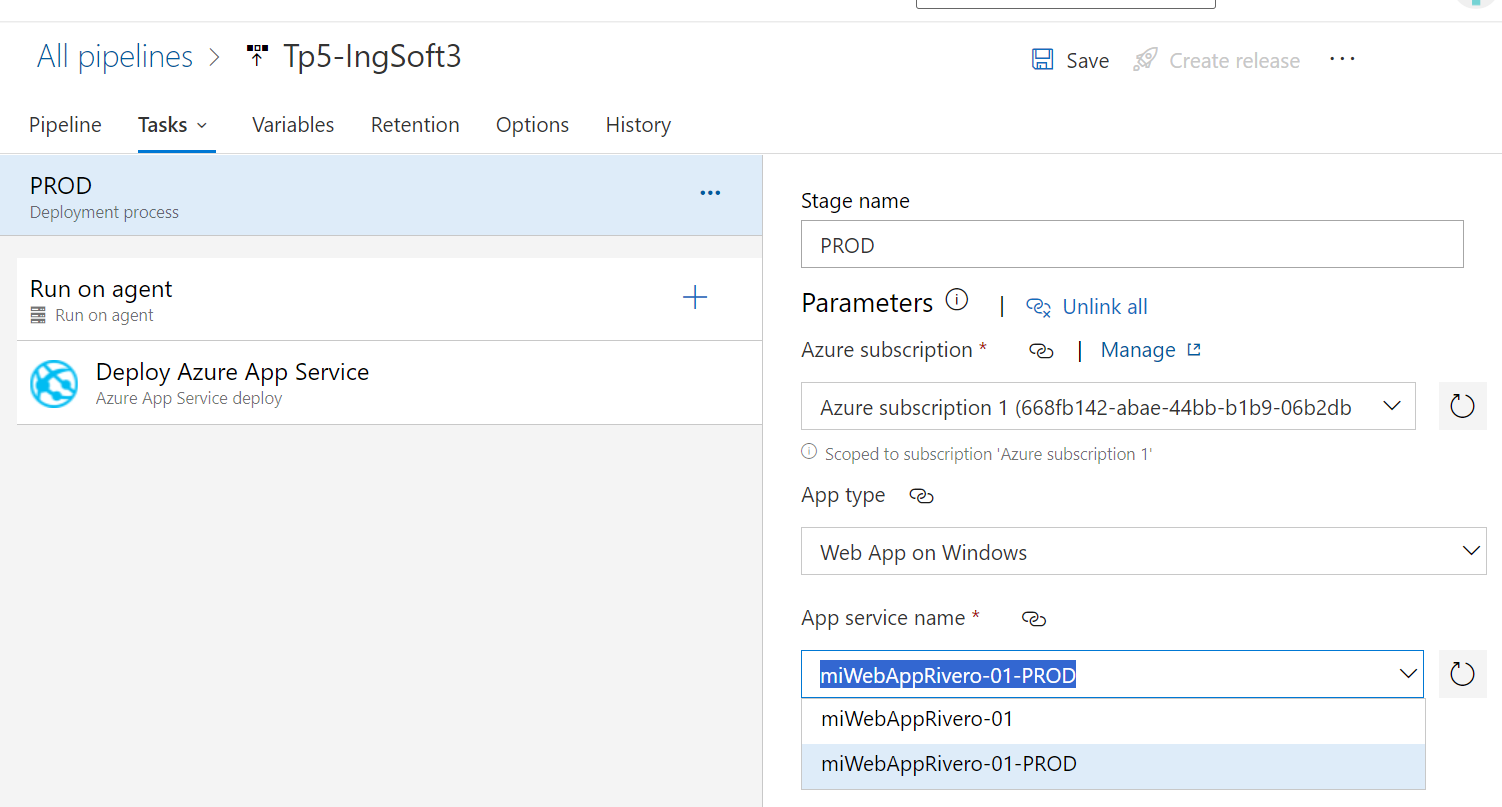 All pipelines > Tp5-IngSoft3
Save Create release ...
Pipeline Tasks Variables Retention Options History
PROD
Deployment process
Run on agent
Run on agent
Deploy Azure App Service
Azure App Service deploy
Stage name
PROD
Parameters | Unlink all
Azure subscription * | Manage
Azure subscription 1 (668fb142-abae-44bb-b1b9-06b2db
Scoped to subscription 'Azure subscription 1'
App type
Web App on Windows
App service name *
miWebAppRivero-01-PROD
miWebAppRivero-01
miWebAppRivero-01-PROD